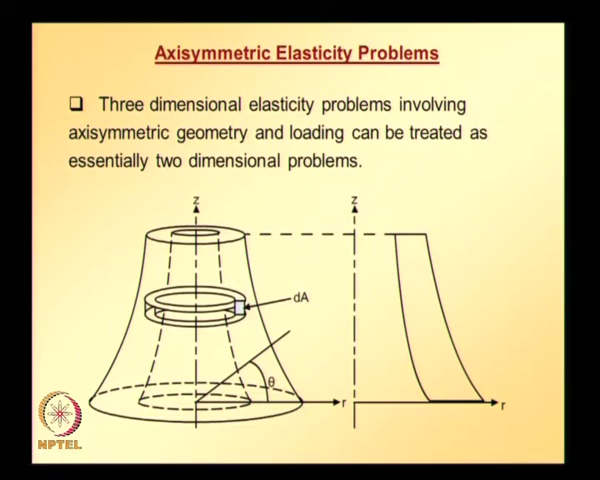 Axisymmetric Elasticity Problems
Three dimensional elasticity problems involving
axisymmetric geometry and loading can be treated as
essentially two dimensional problems.
z
z
dA
θ
r
r
NPTEL